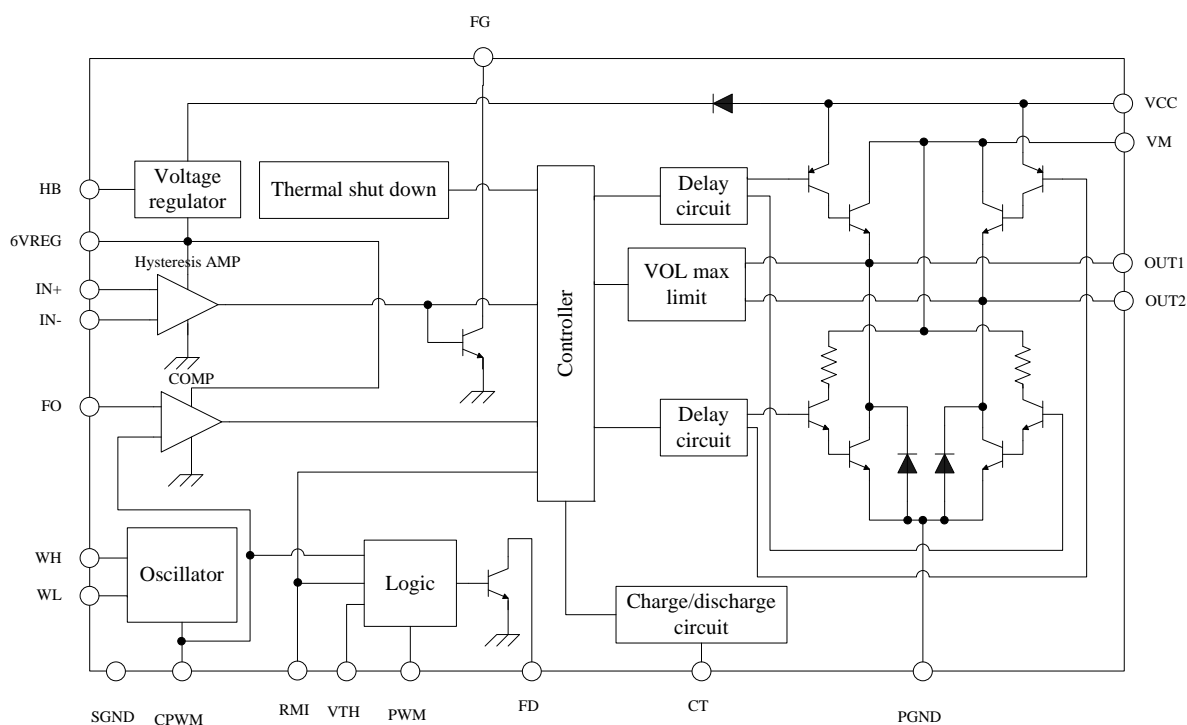 FG
VCC
VM
HB
Voltage
regulator
Thermal shut down
Delay
circuit
6VREG
Hysteresis AMP
IN+
IN-
Controller
VOL max
limit
OUT1
OUT2
COMP
FO
Delay
circuit
WH
WL
Oscillator
Logic
Charge/discharge
circuit
SGND
CPWM
RMI
VTH
PWM
FD
CT
PGND